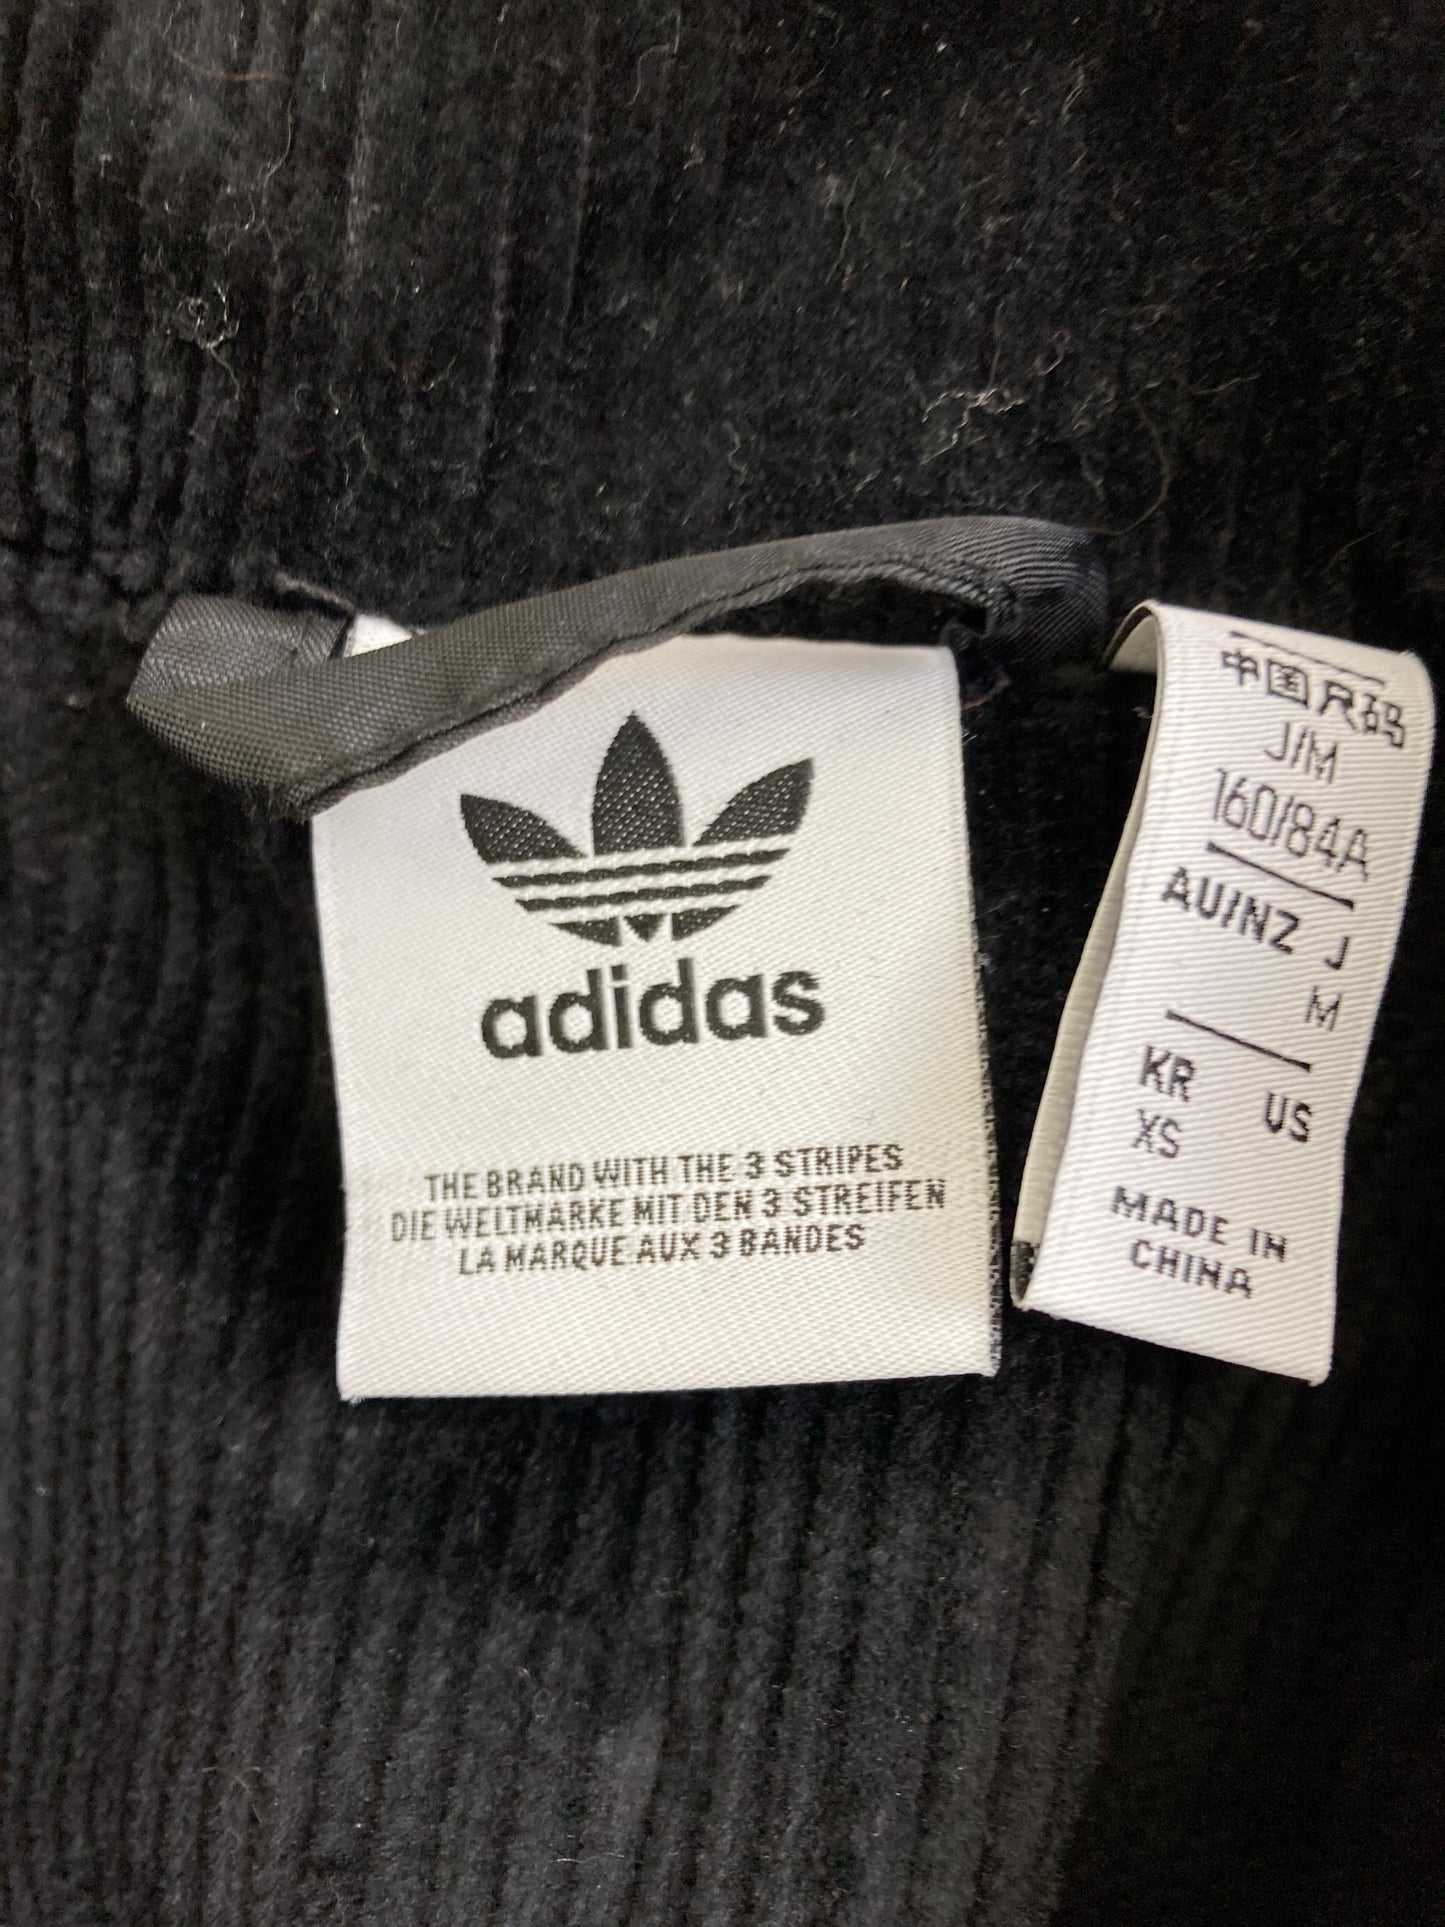 adidas
THE BRAND WITH THE 3 STRIPES
DIE WELTMARKE MIT DEN 3 STREIFEN
LA MARQUE AUX 3 BANDES
中国尺码
J/M
160/84A
AU/NZ J
M
KR US
XS
MADE IN
CHINA